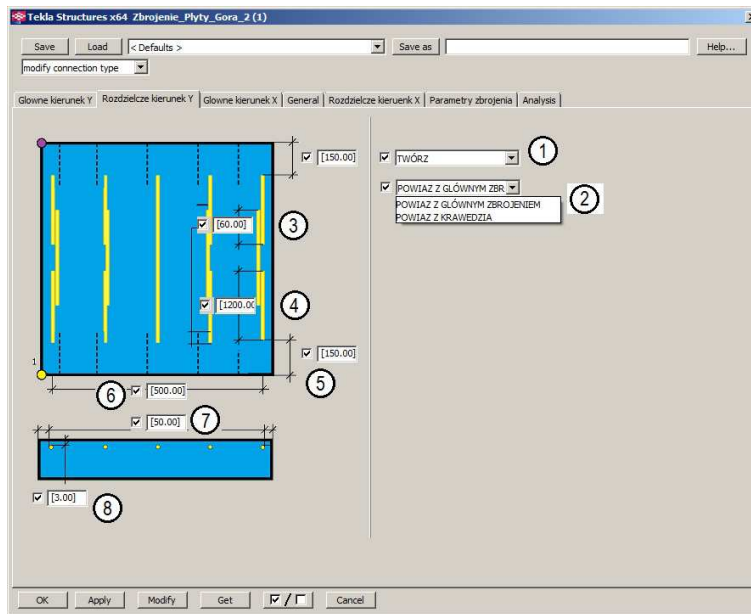 Tekla Structures x64 Zbrojenie_Plyty_Gora_2 (1)
Save Load < Defaults > Save as Help...
modify connection type
Glowne kierunek Y Rozdzielcze kierunek Y Glowne kierunek X General Rozdzielcze kieruenk X Parametry zbrojenia Analysis
[150.00] TWÓRZ 1
POWIAZ Z GLÓWNYM ZBR 2
POWIAZ Z GLÓWNYM ZBROJENIEM
POWIAZ Z KRAWEDZIA
[60.00] 3
[1200.00 4
1 [150.00]
5
6 [500.00]
[50.00] 7
[3.00] 8
OK Apply Modify Get / Cancel